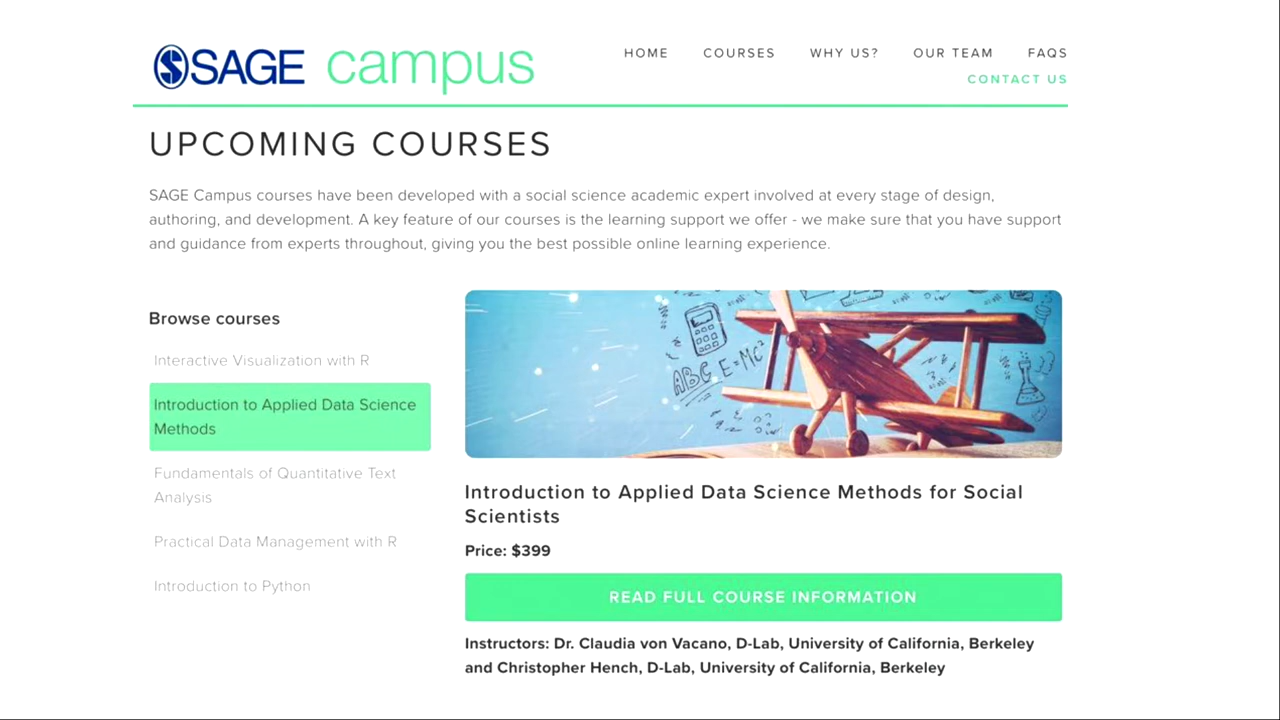 SAGE campus
HOME COURSES WHY US? OUR TEAM FAQS
CONTACT US
UPCOMING COURSES
SAGE Campus courses have been developed with a social science academic expert involved at every stage of design,
authoring, and development. A key feature of our courses is the learning support we offer - we make sure that you have support
and guidance from experts throughout, giving you the best possible online learning experience.
Browse courses
Interactive Visualization with R
Introduction to Applied Data Science
Methods
Fundamentals of Quantitative Text
Analysis
Practical Data Management with R
Introduction to Python
ABC E=MC²
Introduction to Applied Data Science Methods for Social
Scientists
Price: $399
READ FULL COURSE INFORMATION
Instructors: Dr. Claudia von Vacano, D-Lab, University of California, Berkeley
and Christopher Hench, D-Lab, University of California, Berkeley